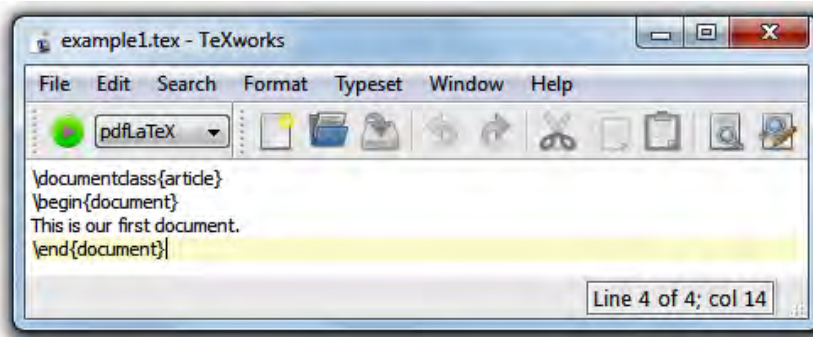 example1.tex - TeXworks
File Edit Search Format Typeset Window Help
pdfLaTeX
\documentclass{article}
\begin{document}
This is our first document.
\end{document}
Line 4 of 4; col 14